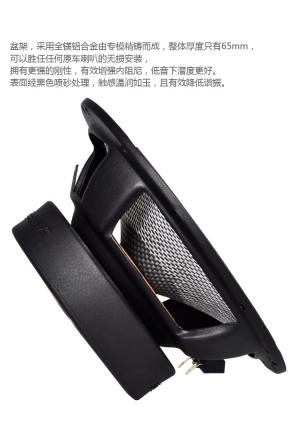 盆架，采用全镁铝合金由专模精铸而成，整体厚度只有65mm，
可以胜任任何原车喇叭的无损安装，
拥有更强的刚性，有效增强内阻尼，低音下潜度更好。
表面经黑色喷砂处理，触感温润如玉，且有效降低谐振。